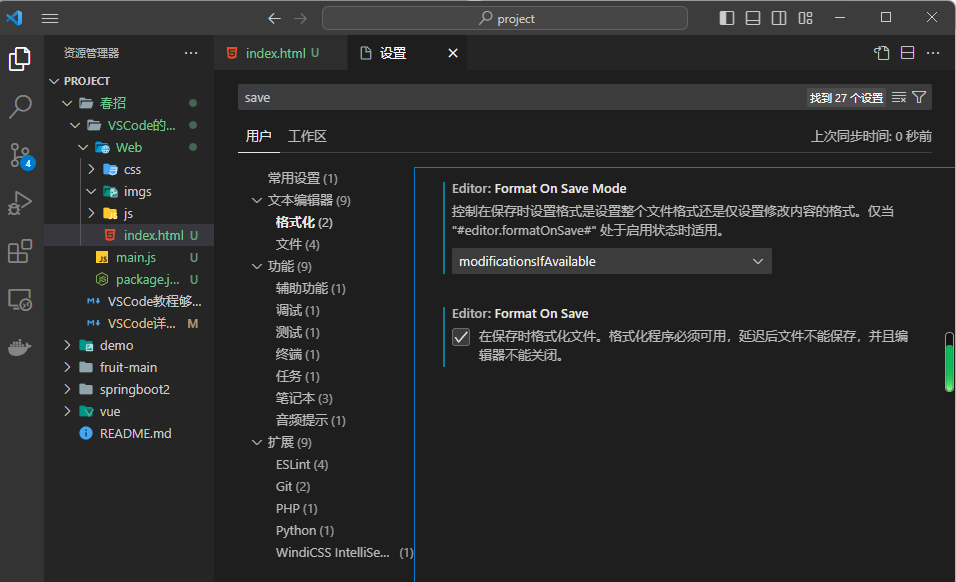 project
资源管理器
index.html U
设置
PROJECT
春招
VSCode的...
Web
css
imgs
js
index.html U
main.js U
package.j... U
VSCode教程够...
VSCode详... M
demo
fruit-main
springboot2
vue
README.md
4
save
找到 27 个设置
用户
工作区
上次同步时间: 0 秒前
常用设置 (1)
文本编辑器 (9)
格式化 (2)
文件 (4)
功能 (9)
辅助功能 (1)
调试 (1)
测试 (1)
终端 (1)
任务 (1)
笔记本 (3)
音频提示 (1)
扩展 (9)
ESLint (4)
Git (2)
PHP (1)
Python (1)
WindiCSS IntelliSe... (1)
Editor: Format On Save Mode
控制在保存时设置格式是设置整个文件格式还是仅设置修改内容的格式。仅当
"#editor.formatOnSave#" 处于启用状态时适用。
modificationsIfAvailable
Editor: Format On Save
在保存时格式化文件。格式化程序必须可用，延迟后文件不能保存，并且编
辑器不能关闭。